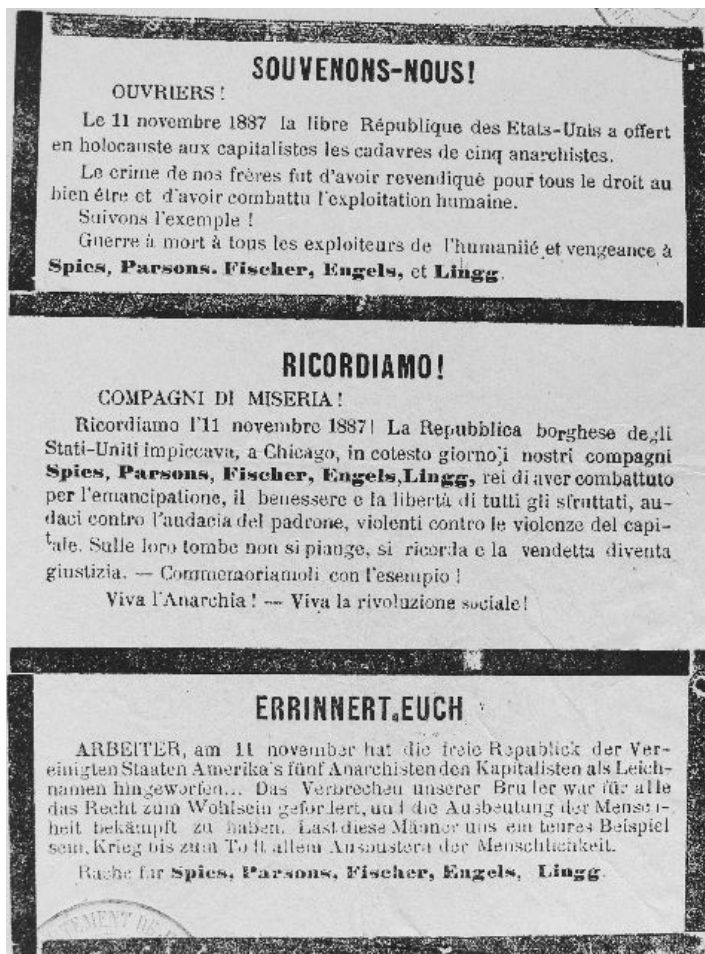 SOUVENONS-NOUS!
OUVRIERS !
Le 11 novembre 1887 la libre République des Etats-Unis a offert
en holocauste aux capitalistes les cadavres de cinq anarchistes.
Le crime de nos frères fut d'avoir revendiqué pour tous le droit au
bien être et d'avoir combattu l'exploitation humaine.
Suivons l'exemple !
Guerre à mort à tous les exploiteurs de l'humaniié et vengeance à
Spies, Parsons. Fischer, Engels, et Lingg.
RICORDIAMO!
COMPAGNI DI MISERIA!
Ricordiamo l'11 novembre 1887! La Repubblica borghese degli
Stati-Uniti impiccava, a Chicago, in cotesto giorno i nostri compagni
Spies, Parsons, Fischer, Engels, Lingg, rei di aver combattuto
per l'emancipatione, il benessere e la libertà di tutti gli sfruttati, au-
daci contro l'audacia del padrone, violenti contro le violenze del capi-
tale. Sulle loro tombe non si piange, si ricorda e la vendetta diventa
giustizia. — Commemoriamoli con l'esempio !
Viva l'Anarchia! — Viva la rivoluzione sociale!
ERRINNERT EUCH
ARBEITER, am 11 november hat die freie Republick der Ver-
einigten Staaten Amerika's fünf Anarchisten den Kapitalisten als Leich-
namen hingeworfen... Das Verbrechen unserer Bruder war für alle
das Recht zum Wohlsein gefordert, und die Ausbeutung der Mensch-
heit bekämpft zu haben. Last diese Männer uns ein teures Beispiel
sein, Krieg bis zum allem der Menschlichkeit.
Rache fur Spies, Parsons, Fischer, Engels, Lingg.